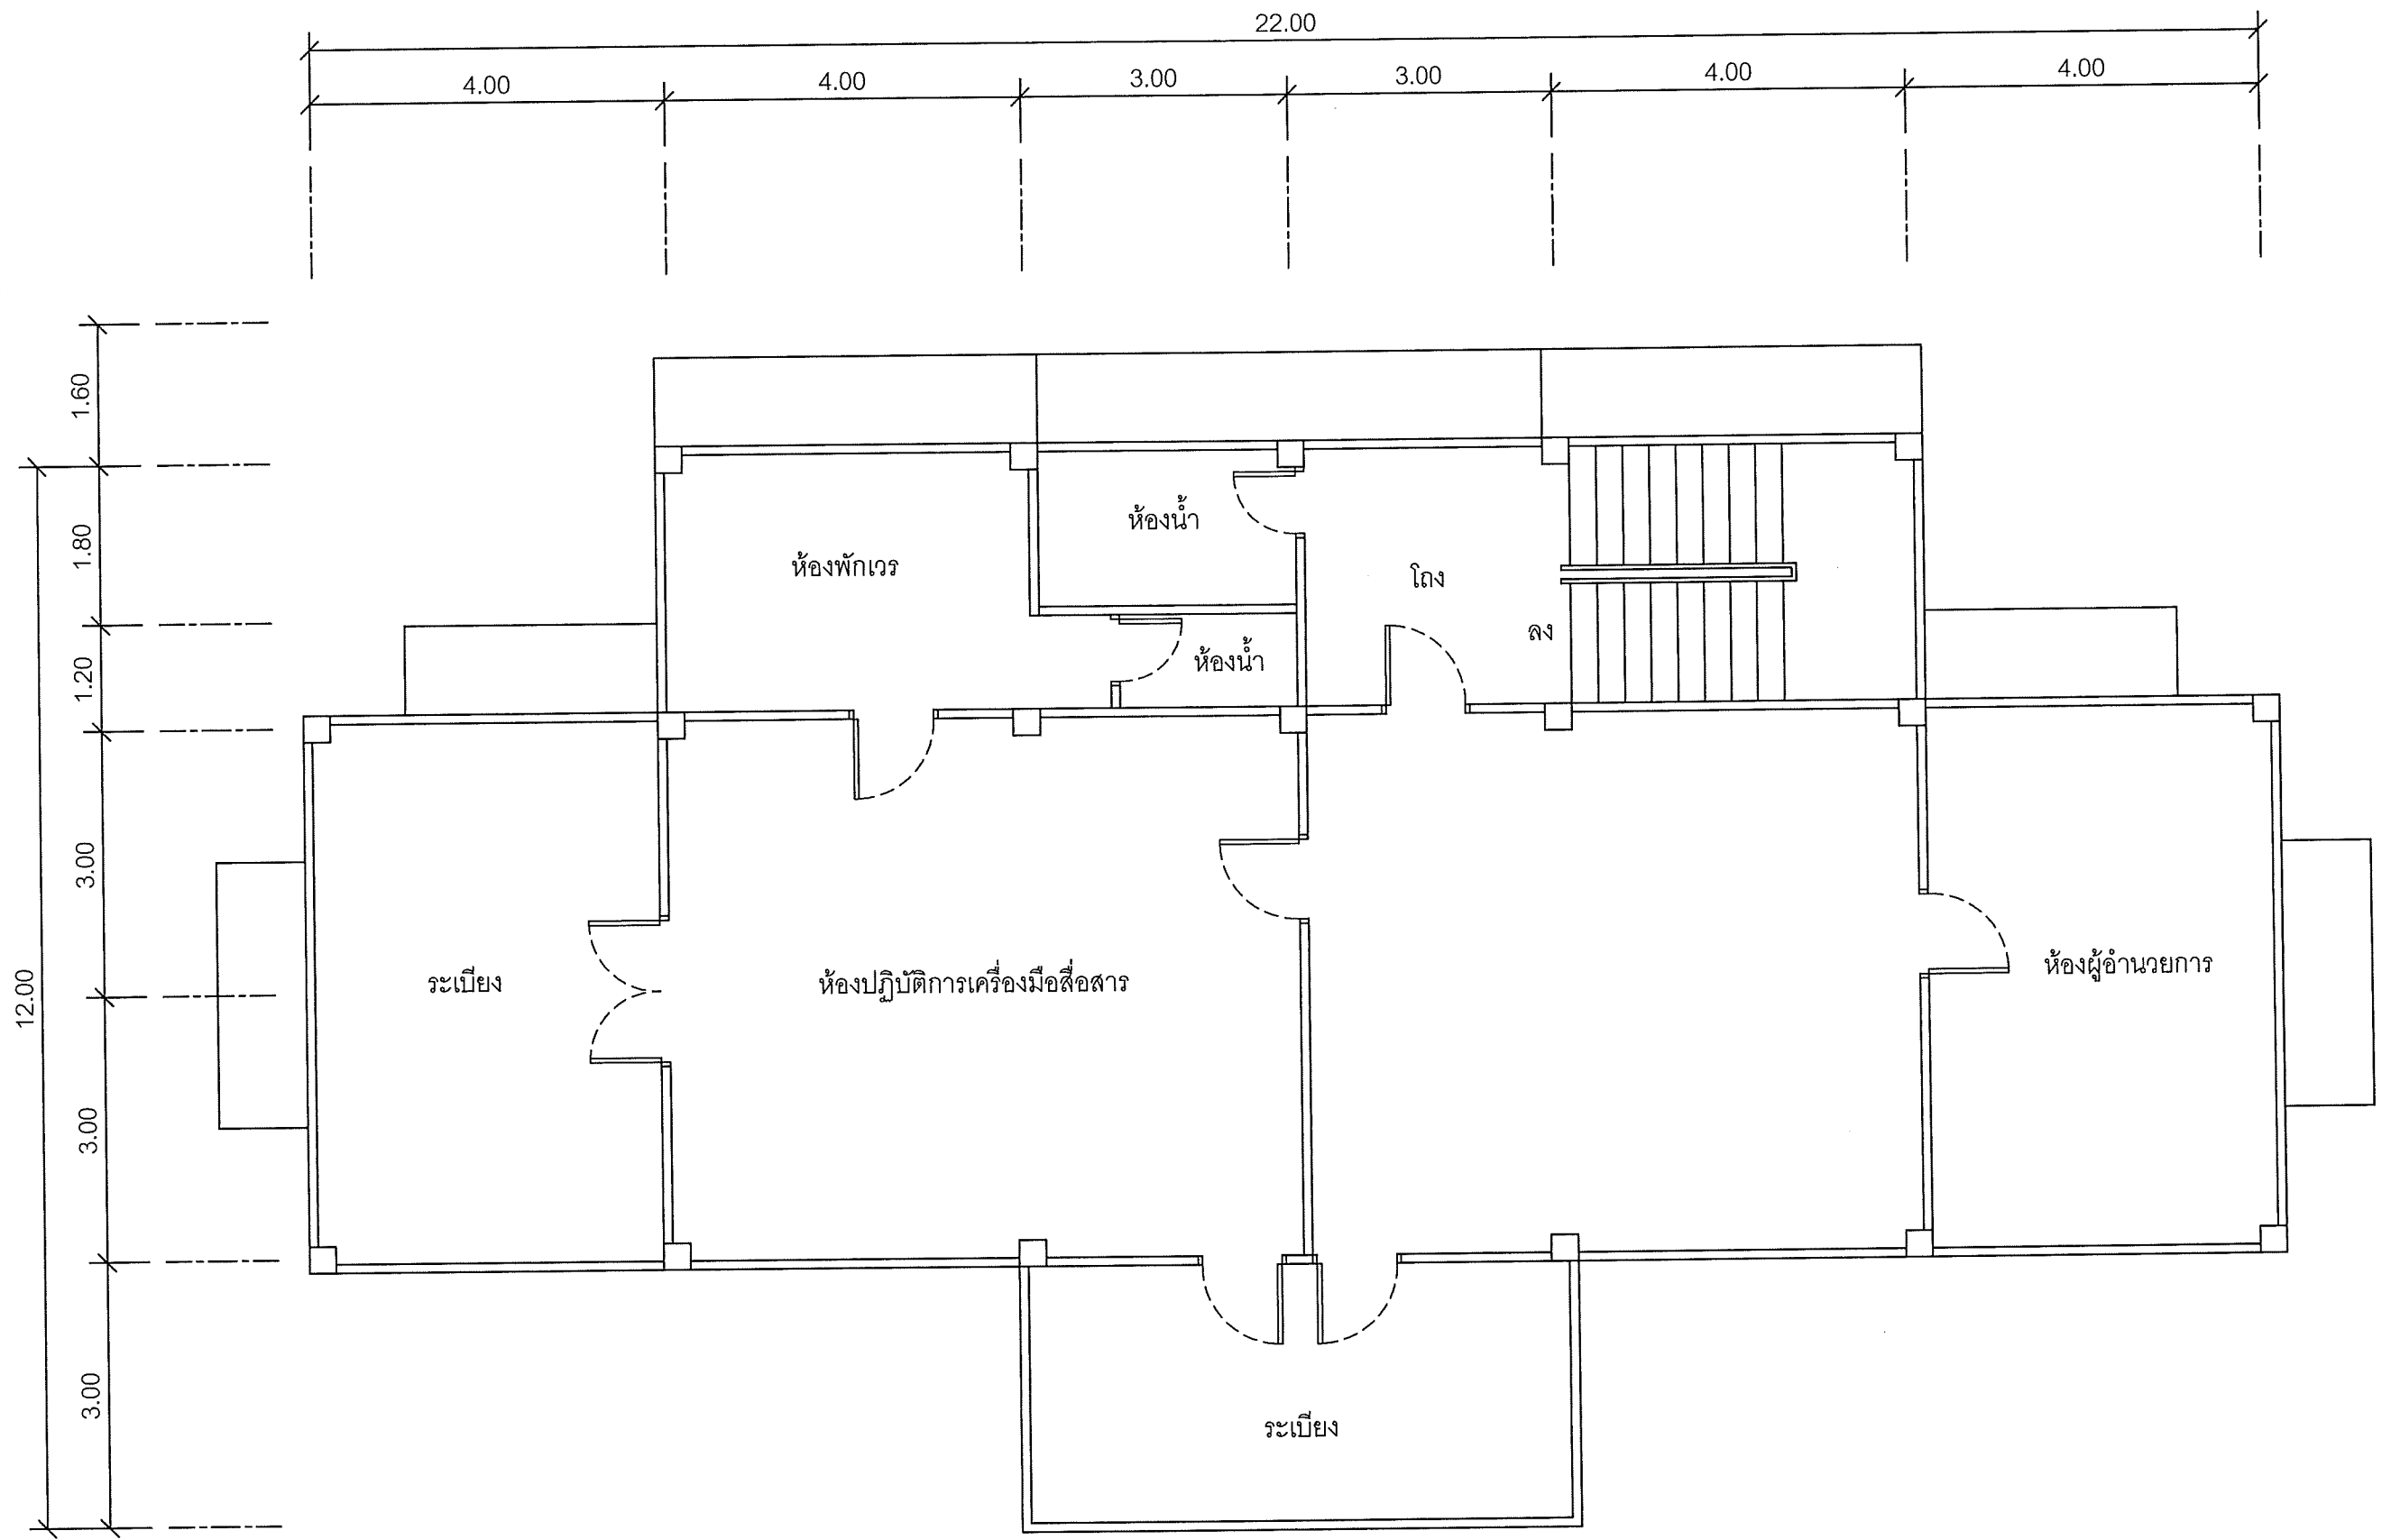 22.00
4.00 4.00 3.00 3.00 4.00 4.00
1.60
1.80
1.20
3.00
3.00
3.00
12.00
ห้องน้ำ
ห้องพักเวร
โถง
ลง
ห้องน้ำ
ระเบียง
ห้องปฏิบัติการเครื่องมือสื่อสาร
ห้องผู้อำนวยการ
ระเบียง